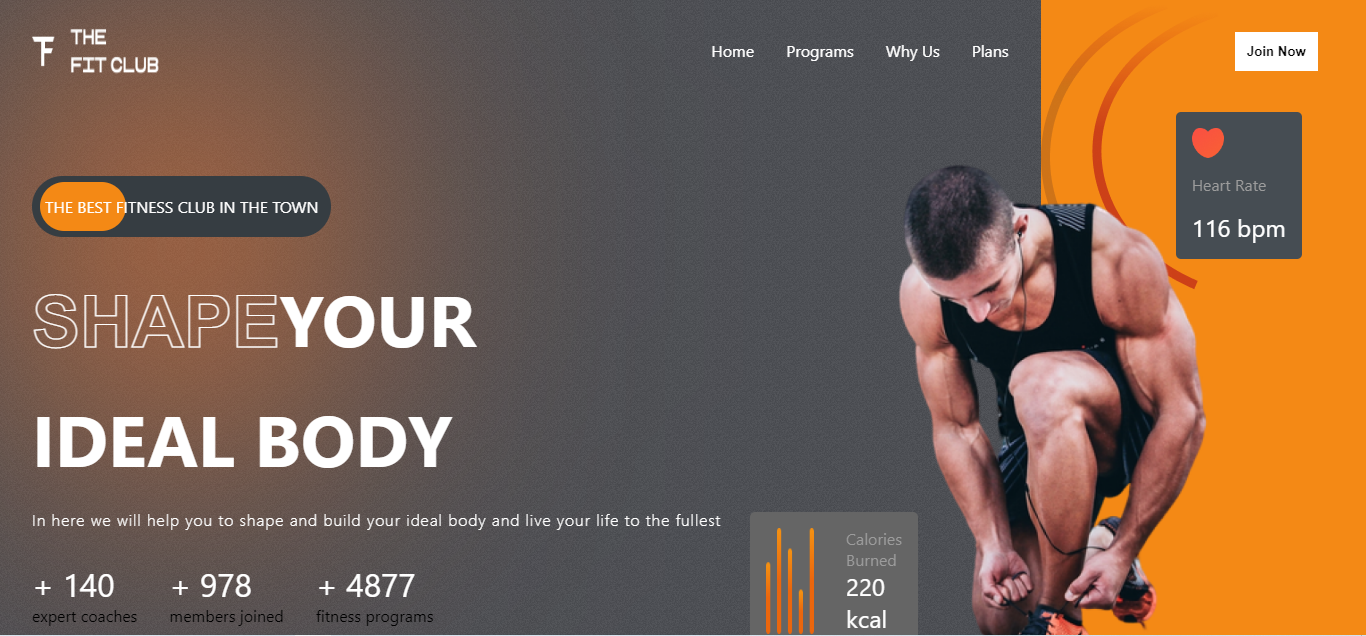 THE
FIT CLUB
Home Programs Why Us Plans
Join Now
Heart Rate
116 bpm
THE BEST FITNESS CLUB IN THE TOWN
SHAPEYOUR
IDEAL BODY
In here we will help you to shape and build your ideal body and live your life to the fullest
+ 140 + 978 + 4877
expert coaches members joined fitness programs
Calories
Burned
220
kcal